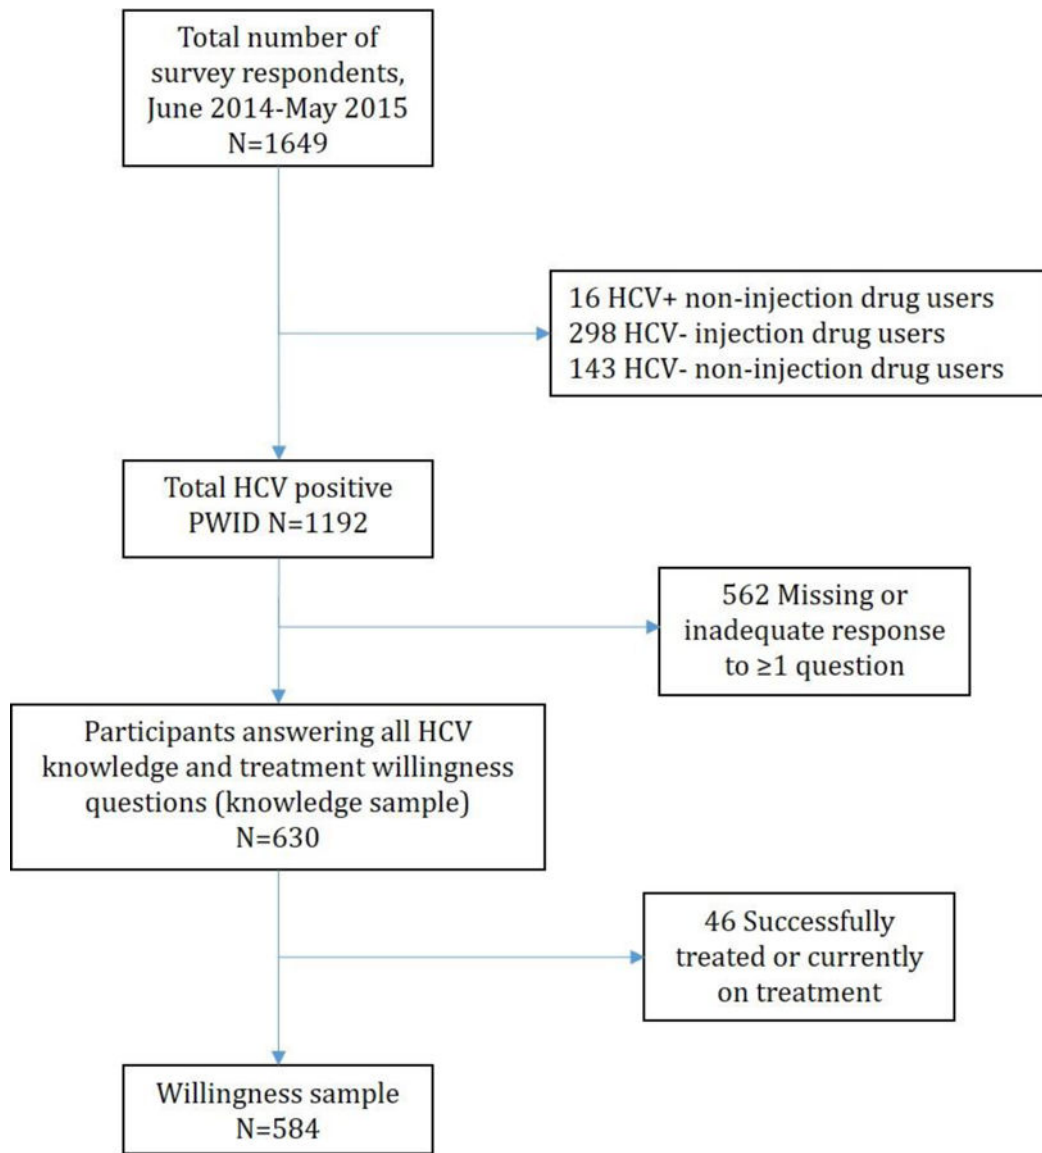 Total number of
survey respondents,
June 2014-May 2015
N=1649
16 HCV+ non-injection drug users
298 HCV- injection drug users
143 HCV- non-injection drug users
Total HCV positive
PWID N=1192
562 Missing or
inadequate response
to ≥1 question
Participants answering all HCV
knowledge and treatment willingness
questions (knowledge sample)
N=630
46 Successfully
treated or currently
on treatment
Willingness sample
N=584